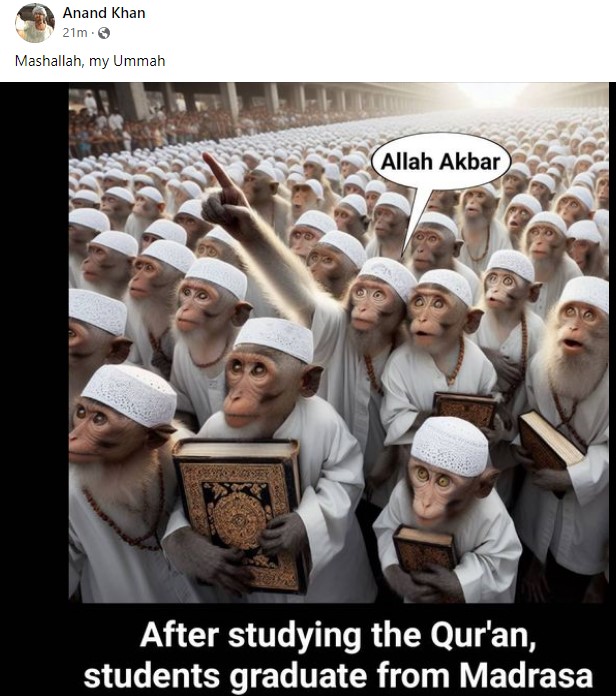 Anand Khan
21m
Mashallah, my Ummah
Allah Akbar
After studying the Qur'an,
students graduate from Madrasa